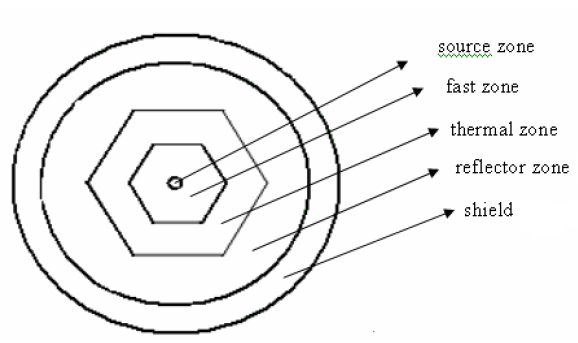 source zone
fast zone
thermal zone
reflector zone
shield